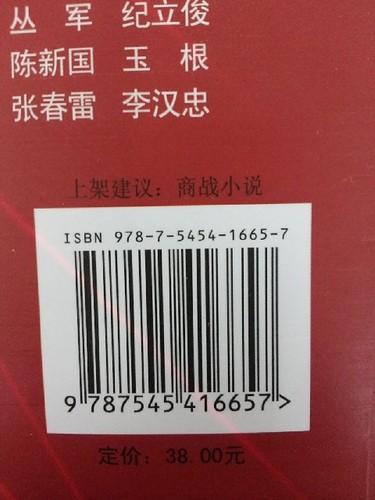 丛 军 纪立俊
陈新国 玉 根
张春雷 李汉忠
上架建议：商战小说
ISBN 978-7-5454-1665-7
9 787545 416657 >
定价：38.00元